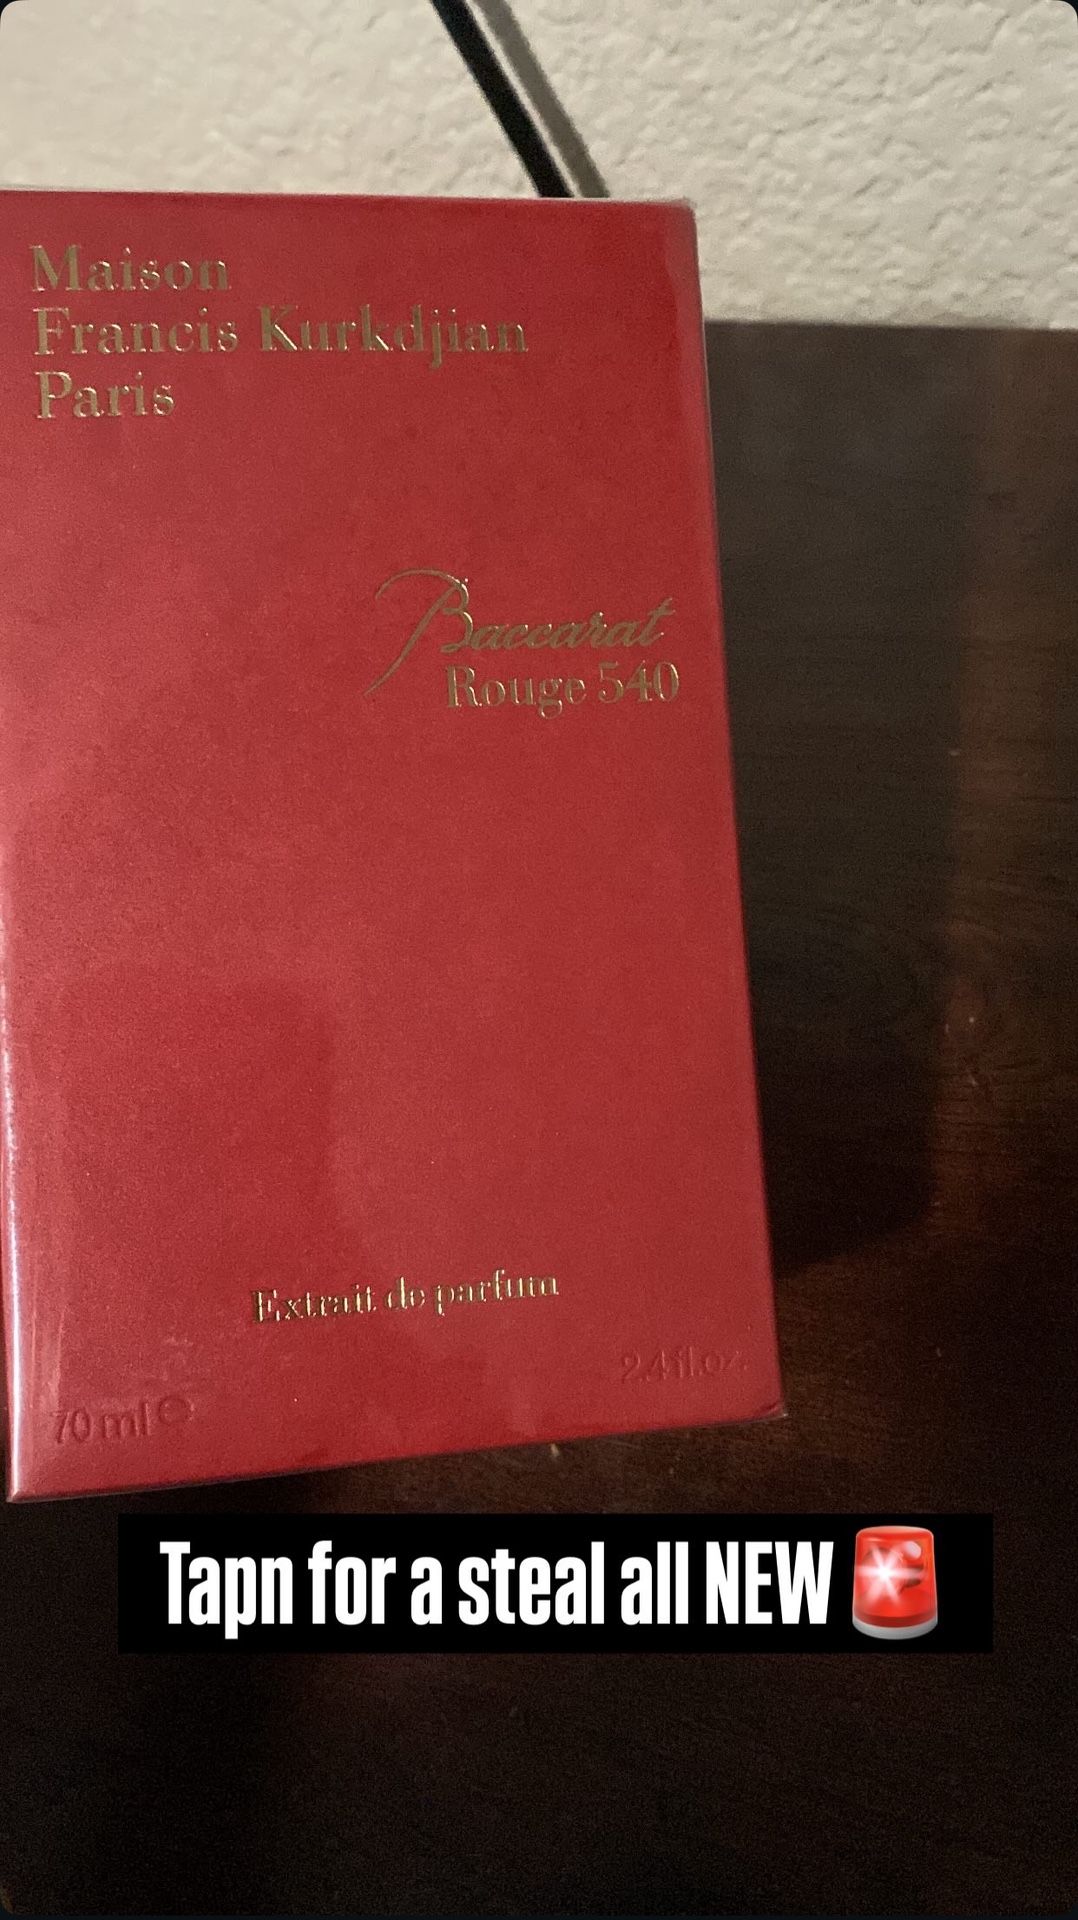 Maison
Francis Kurkdjian
Paris
Baccarat
Rouge 540
Extrait de parfum
2.4 fl.oz.
70 ml ℮
Tapn for a steal all NEW 🚨